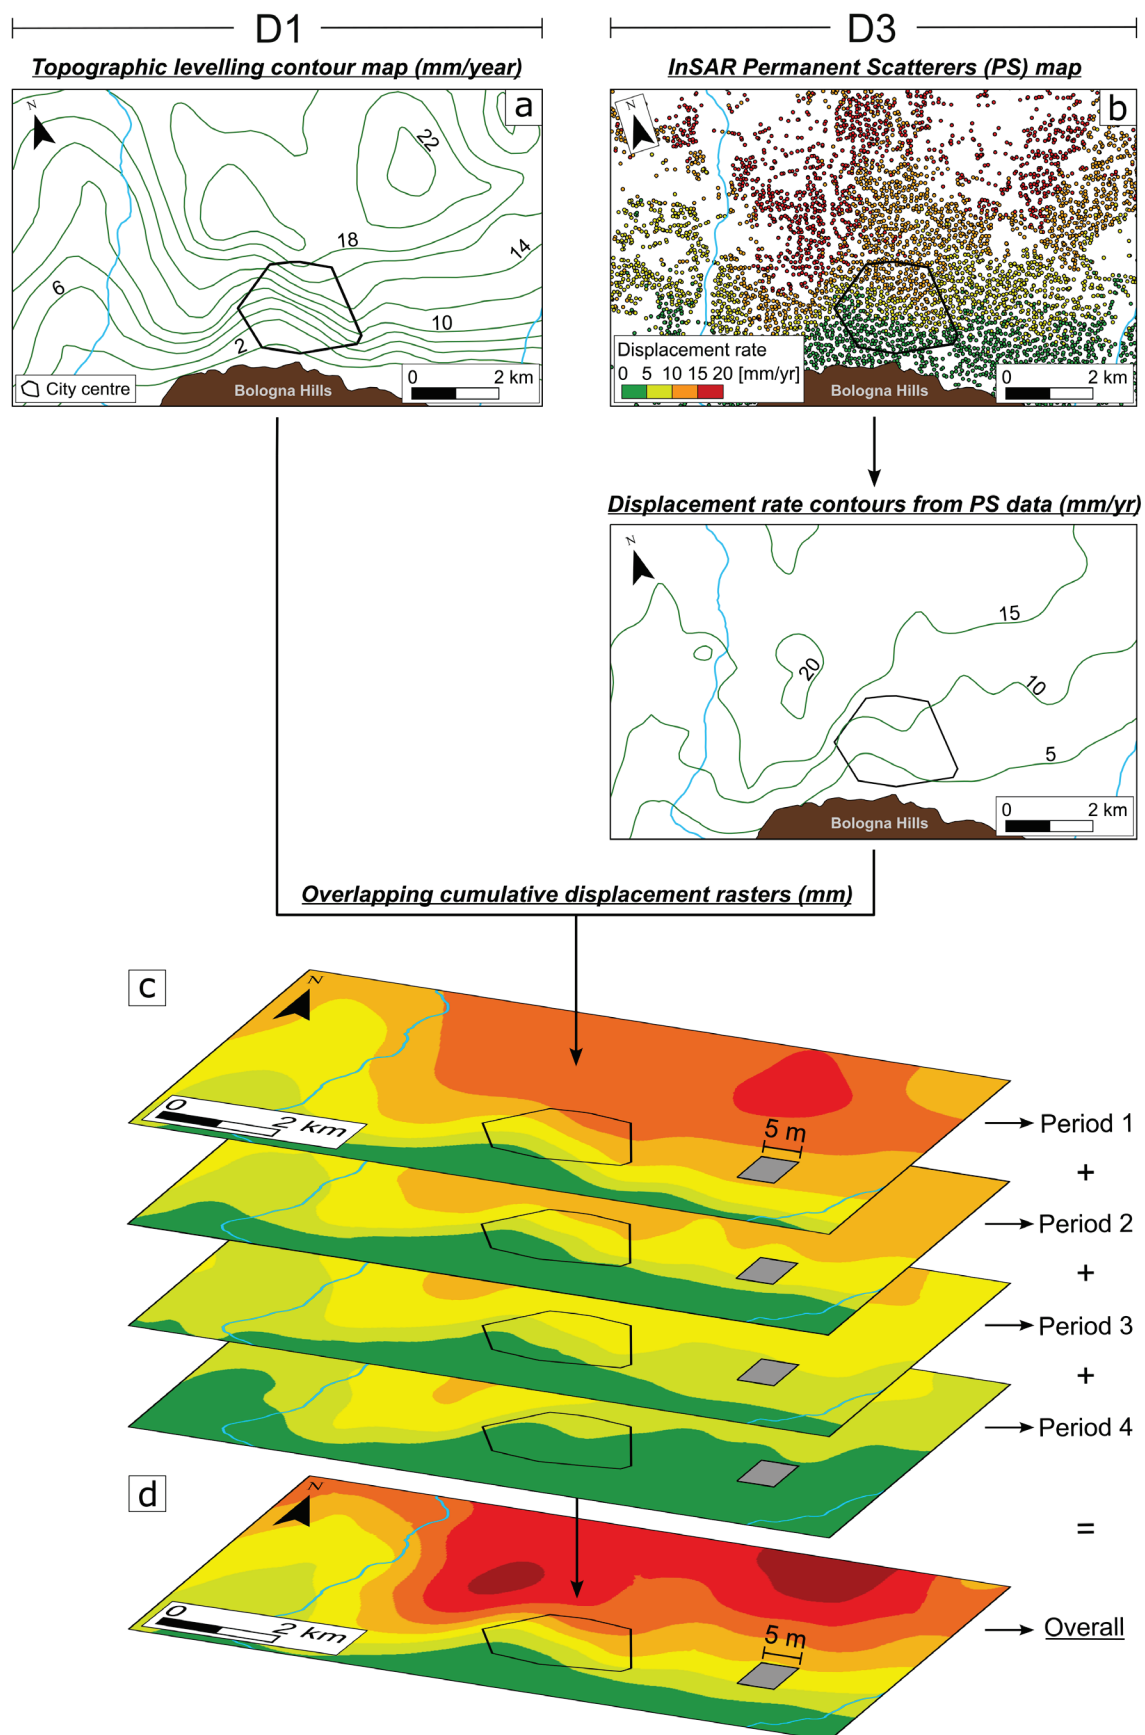 D1
D3
Topographic levelling contour map (mm/year)
InSAR Permanent Scatterers (PS) map
N
a
22
18
14
6
10
2
City centre
Bologna Hills
0 2 km
N
b
Displacement rate
0 5 10 15 20 [mm/yr]
Bologna Hills
0 2 km
Displacement rate contours from PS data (mm/yr)
N
15
20
10
5
Bologna Hills
0 2 km
Overlapping cumulative displacement rasters (mm)
c
N
0 2 km
5 m
Period 1
+
Period 2
+
Period 3
+
Period 4
d
N
=
0 2 km
5 m
Overall